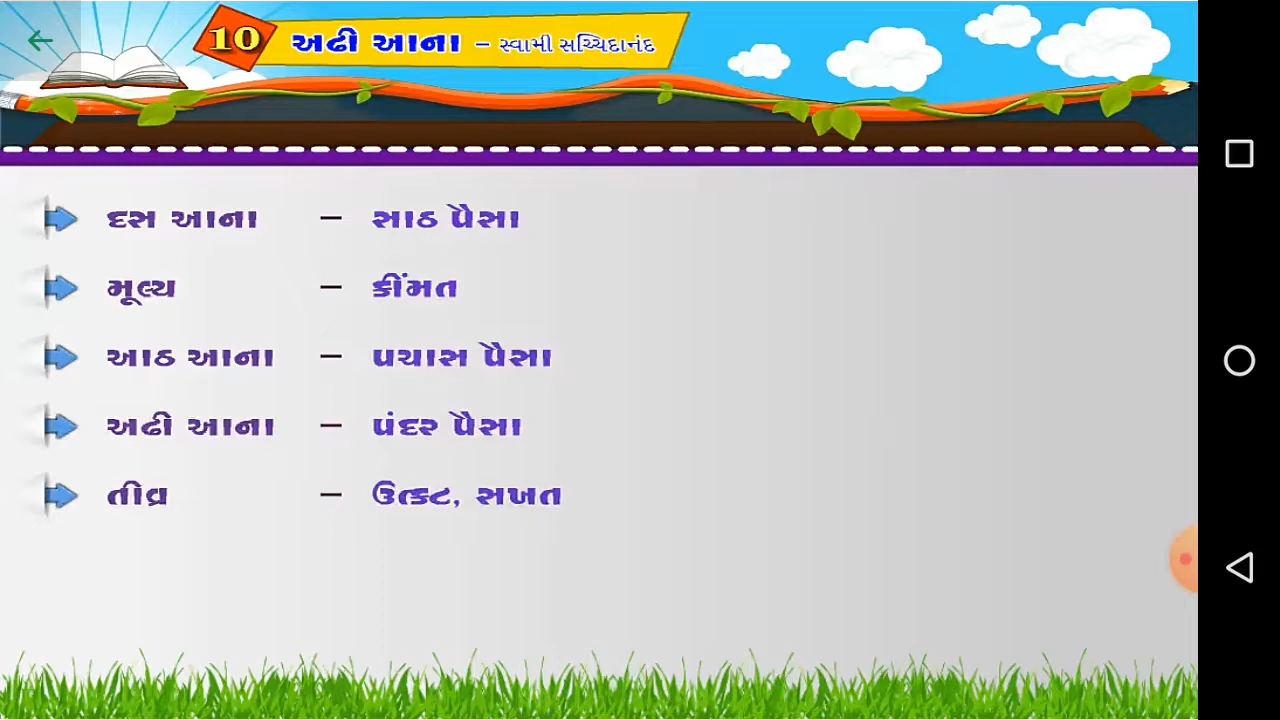 10 અઢી આના – સ્વામી સચ્ચિદાનંદ
દસ આના – સાઠ પૈસા
મૂલ્ય – કીંમત
આઠ આના – પચાસ પૈસા
અઢી આના – પંદર પૈસા
તીવ્ર – ઉત્કટ, સખત